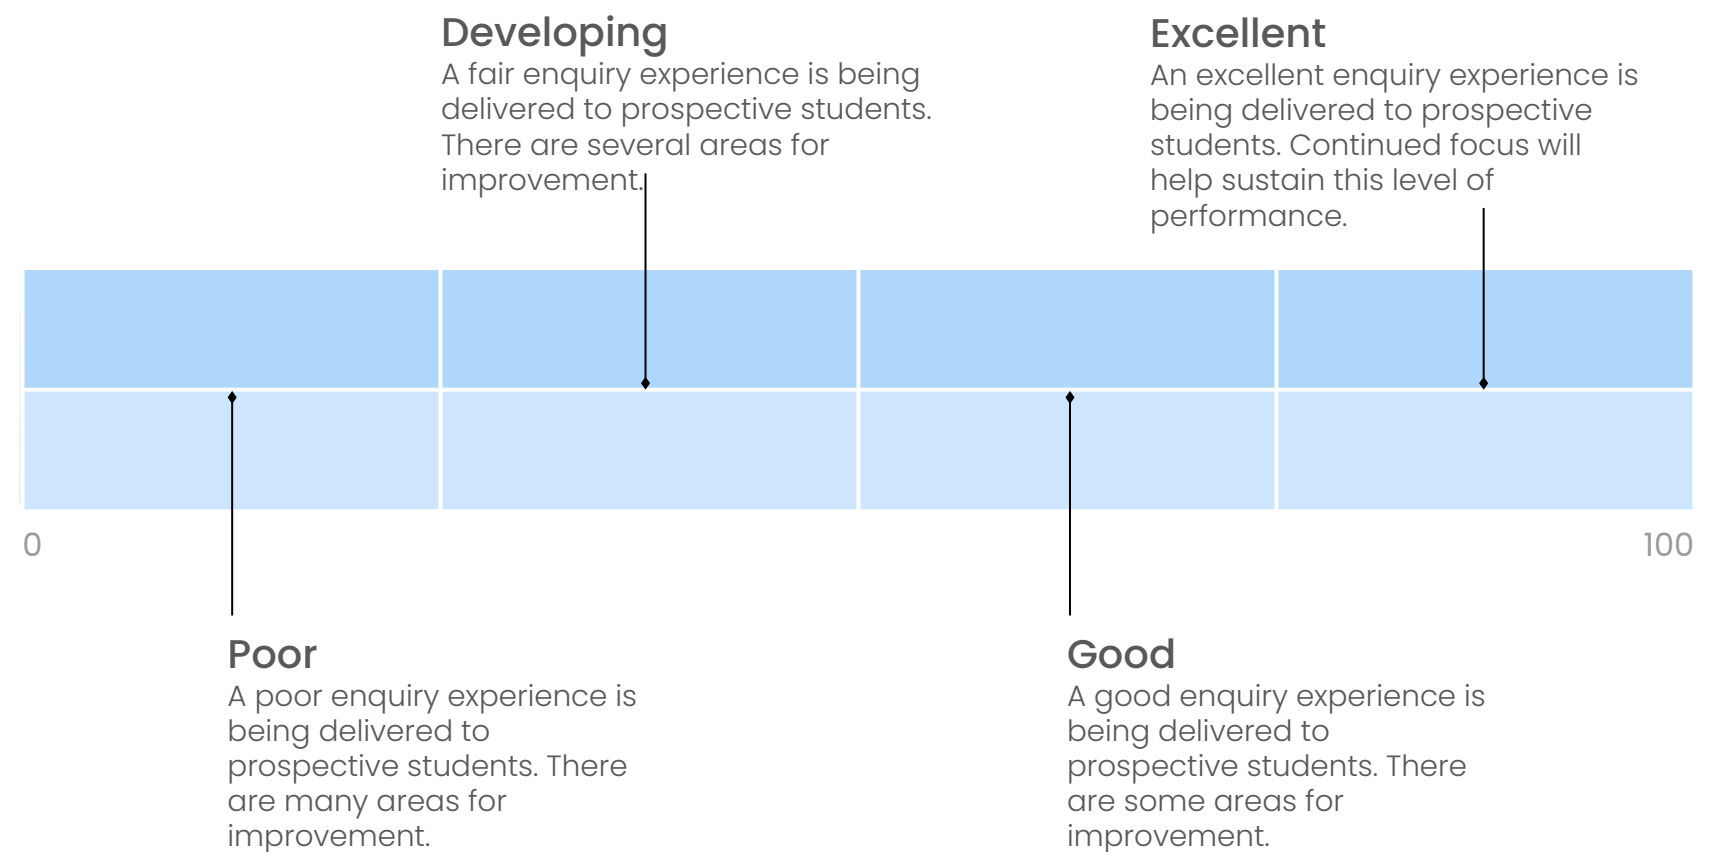 Developing
A fair enquiry experience is being
delivered to prospective students.
There are several areas for
improvement.
Excellent
An excellent enquiry experience is
being delivered to prospective
students. Continued focus will
help sustain this level of
performance.
0
100
Poor
A poor enquiry experience is
being delivered to
prospective students. There
are many areas for
improvement.
Good
A good enquiry experience is
being delivered to
prospective students. There
are some areas for
improvement.